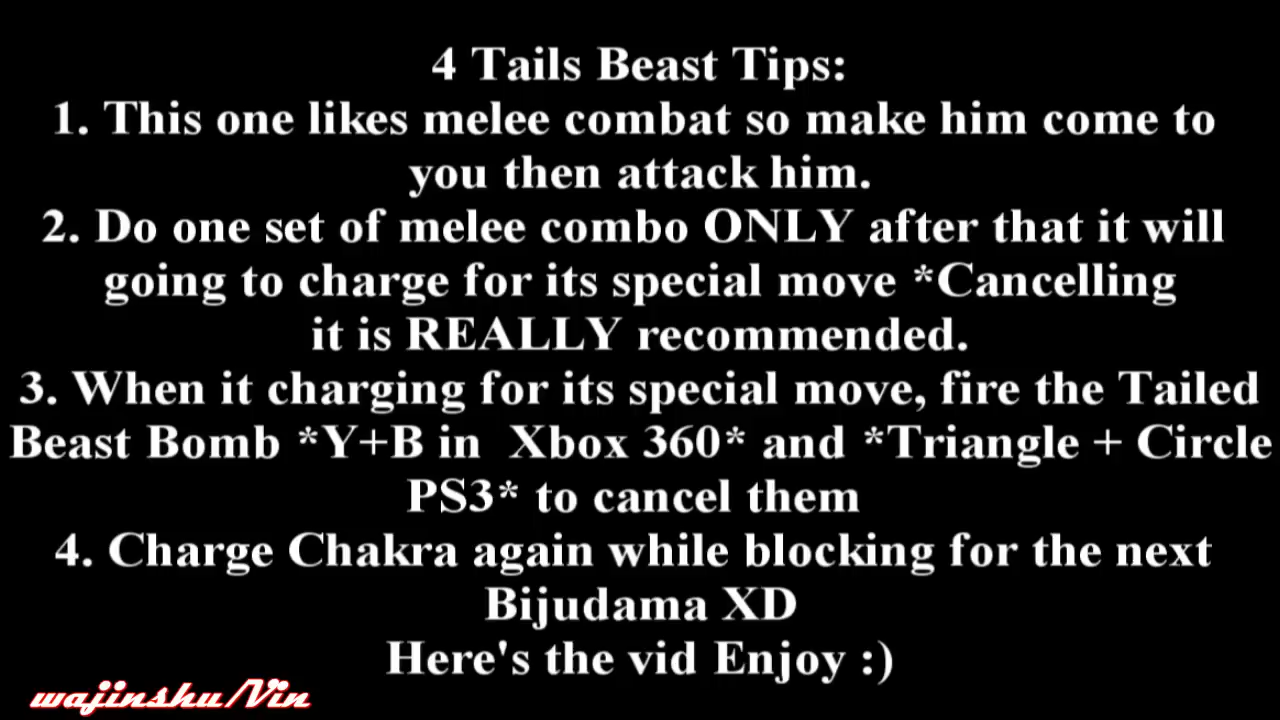 4 Tails Beast Tips:
1. This one likes melee combat so make him come to
you then attack him.
2. Do one set of melee combo ONLY after that it will
going to charge for its special move *Cancelling
it is REALLY recommended.
3. When it charging for its special move, fire the Tailed
Beast Bomb *Y+B in  Xbox 360* and *Triangle + Circle
PS3* to cancel them
4. Charge Chakra again while blocking for the next
Bijudama XD
Here's the vid Enjoy :)
wajinshu/Vin